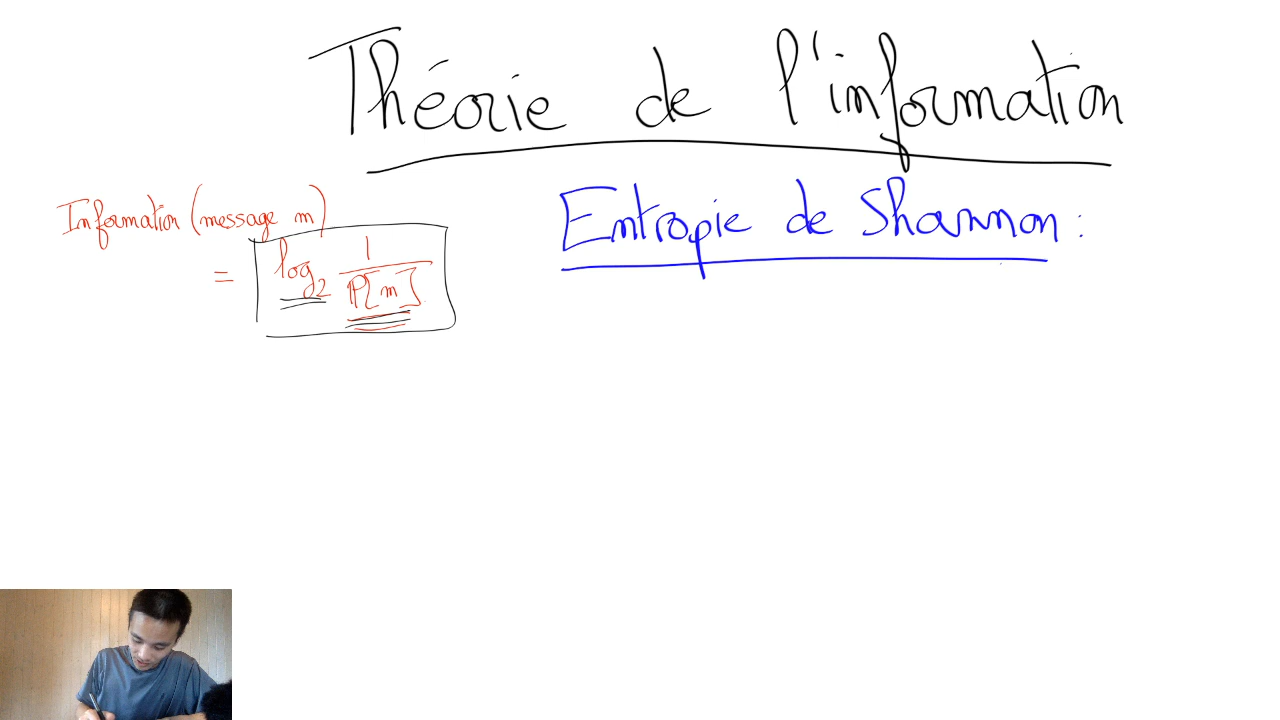 Théorie de l'information
Entropie de Shannon :
Information (message m)
= log₂ 1/ℙ[m]